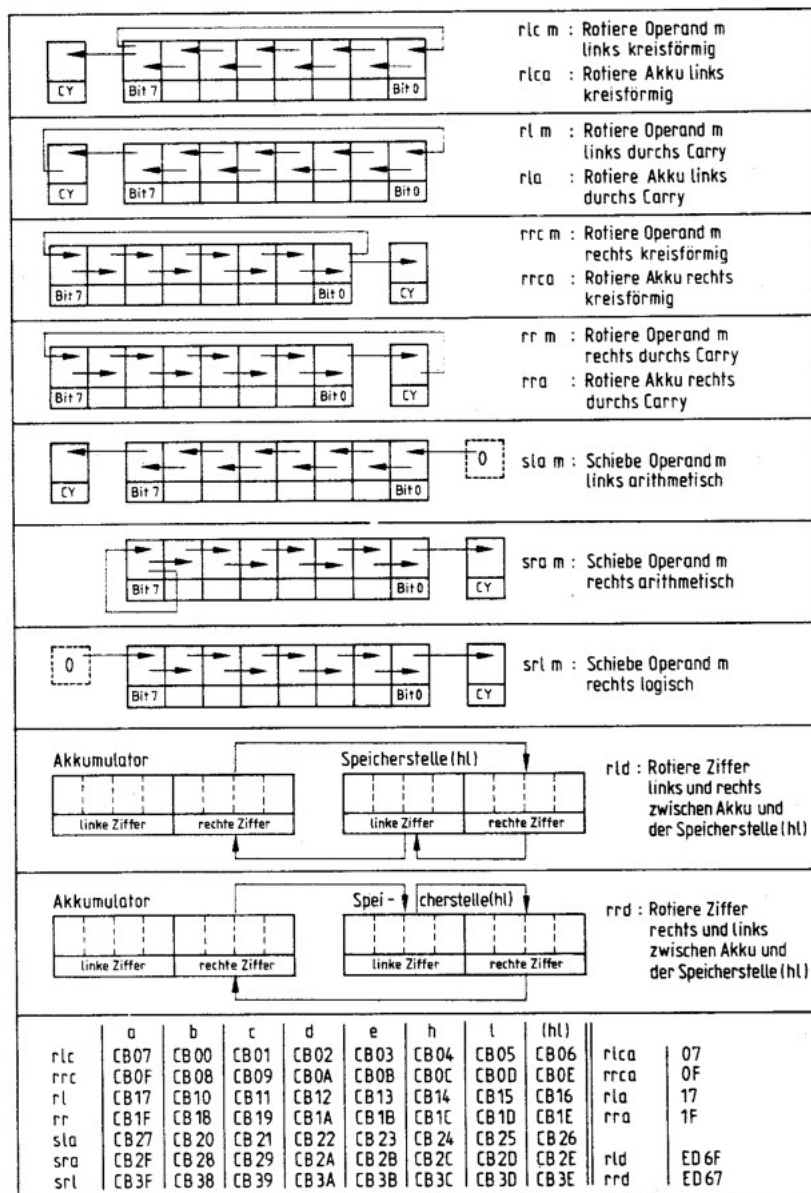 rlc m : Rotiere Operand m
links kreisförmig
rlca : Rotiere Akku links
kreisförmig
CY
Bit 7
Bit 0
rl m : Rotiere Operand m
links durchs Carry
rla : Rotiere Akku links
durchs Carry
CY
Bit 7
Bit 0
rrc m : Rotiere Operand m
rechts kreisförmig
rrca : Rotiere Akku rechts
kreisförmig
Bit 7
Bit 0
CY
rr m : Rotiere Operand m
rechts durchs Carry
rra : Rotiere Akku rechts
durchs Carry
Bit 7
Bit 0
CY
0
sla m : Schiebe Operand m
links arithmetisch
CY
Bit 7
Bit 0
sra m : Schiebe Operand m
rechts arithmetisch
Bit 7
Bit 0
CY
0
srl m : Schiebe Operand m
rechts logisch
Bit 7
Bit 0
CY
Akkumulator
Speicherstelle (hl)
linke Ziffer
rechte Ziffer
linke Ziffer
rechte Ziffer
rld : Rotiere Ziffer
links und rechts
zwischen Akku und
der Speicherstelle (hl)
Akkumulator
Spei - cherstelle (hl)
linke Ziffer
rechte Ziffer
linke Ziffer
rechte Ziffer
rrd : Rotiere Ziffer
rechts und links
zwischen Akku und
der Speicherstelle (hl)
a b c d e h l (hl)
rlc CB07 CB00 CB01 CB02 CB03 CB04 CB05 CB06 rlca 07
rrc CB0F CB08 CB09 CB0A CB0B CB0C CB0D CB0E rrca 0F
rl CB17 CB10 CB11 CB12 CB13 CB14 CB15 CB16 rla 17
rr CB1F CB18 CB19 CB1A CB1B CB1C CB1D CB1E rra 1F
sla CB27 CB20 CB21 CB22 CB23 CB24 CB25 CB26
sra CB2F CB28 CB29 CB2A CB2B CB2C CB2D CB2E rld ED6F
srl CB3F CB38 CB39 CB3A CB3B CB3C CB3D CB3E rrd ED67